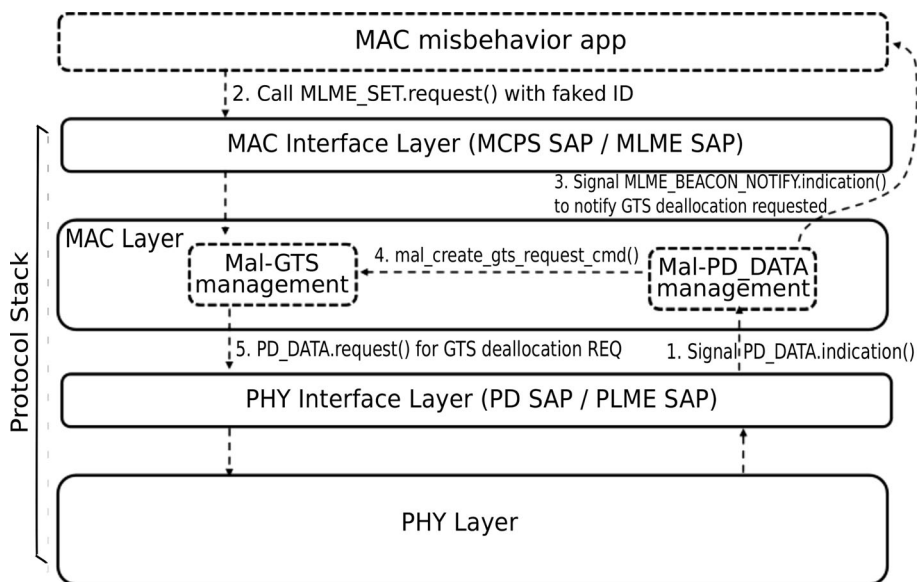 MAC misbehavior app
2. Call MLME_SET.request() with faked ID
MAC Interface Layer (MCPS SAP / MLME SAP)
3. Signal MLME_BEACON_NOTIFY.indication()
to notify GTS deallocation requested
MAC Layer
Mal-GTS
management
4. mal_create_gts_request_cmd()
Mal-PD_DATA
management
5. PD_DATA.request() for GTS deallocation REQ
1. Signal PD_DATA.indication()
PHY Interface Layer (PD SAP / PLME SAP)
PHY Layer
Protocol Stack